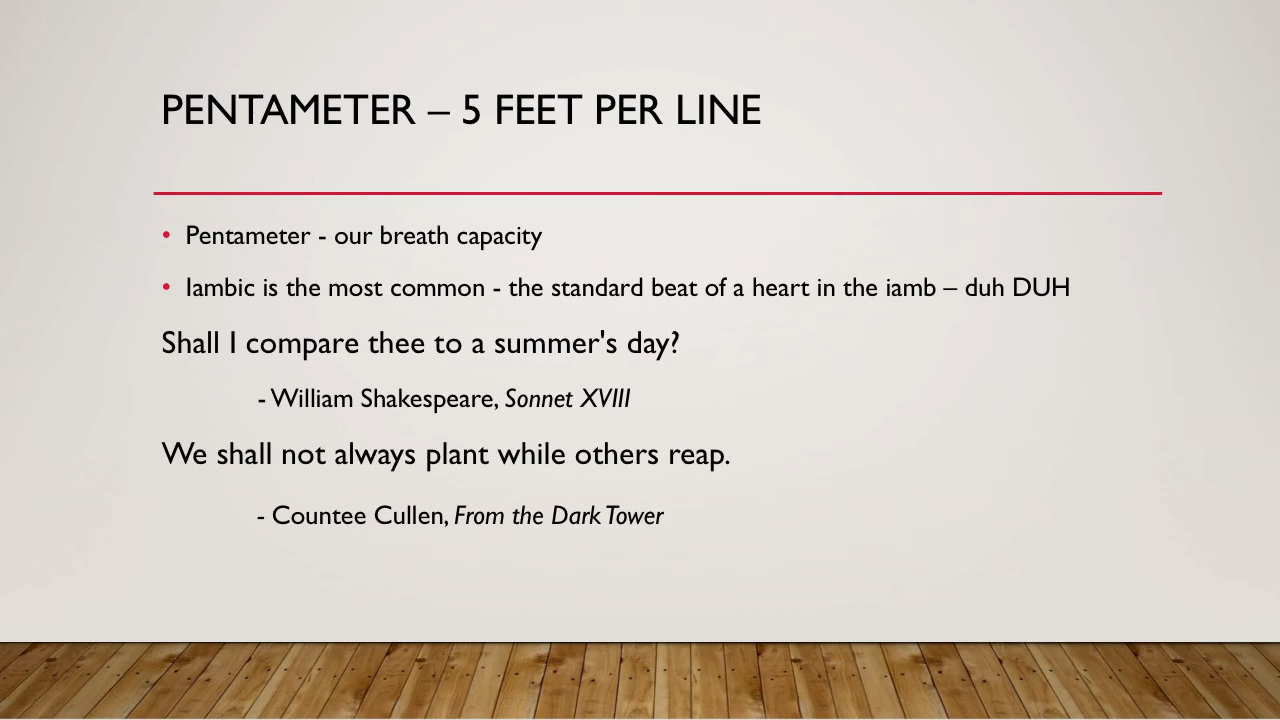 PENTAMETER – 5 FEET PER LINE
• Pentameter - our breath capacity
• Iambic is the most common - the standard beat of a heart in the iamb – duh DUH
Shall I compare thee to a summer's day?
- William Shakespeare, Sonnet XVIII
We shall not always plant while others reap.
- Countee Cullen, From the Dark Tower